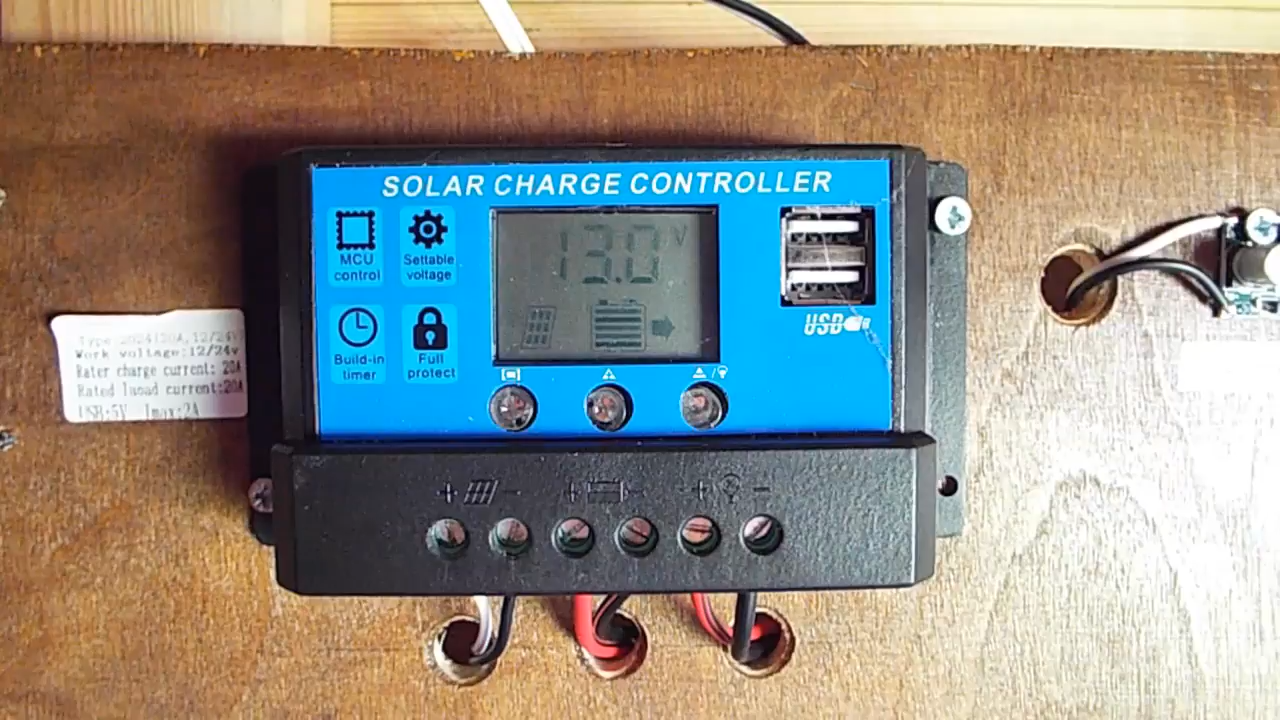 SOLAR CHARGE CONTROLLER
MCU
control
Settable
voltage
13.0 V
Build-in
timer
Full
protect
USB
Work voltage:12/24v
Rater charge current: 20A
Rated laoad current:20A
USB:5V Imax:2A
+ -
+ -
+ -